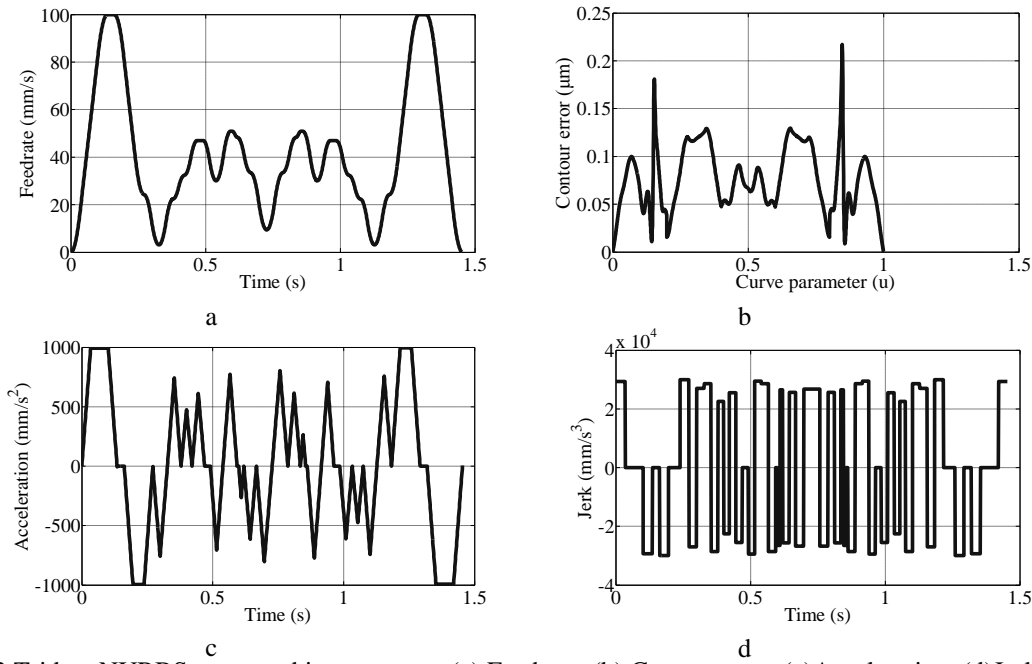 100
80
60
40
20
0
0
0.5
1
1.5
Feedrate (mm/s)
Time (s)
a
0.25
0.2
0.15
0.1
0.05
0
0
0.5
1
1.5
Contour error (μm)
Curve parameter (u)
b
1000
500
0
-500
-1000
0
0.5
1
1.5
Acceleration (mm/s²)
Time (s)
c
x 10⁴
4
2
0
-2
-4
0
0.5
1
1.5
Jerk (mm/s³)
Time (s)
d
Trident NURBS (a) (b) (c)Acceleration (d)